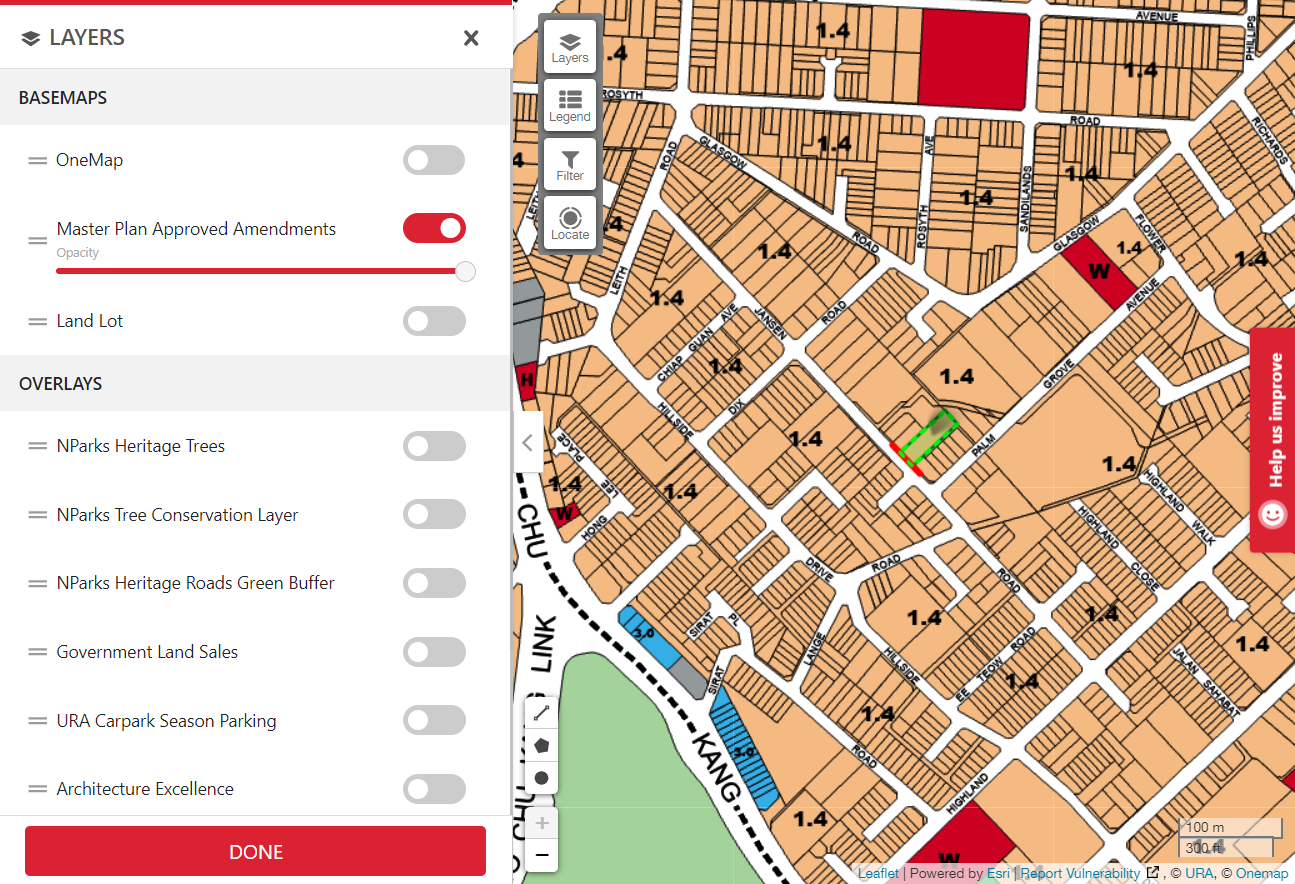 LAYERS
BASEMAPS
OneMap
Master Plan Approved Amendments
Opacity
Land Lot
OVERLAYS
NParks Heritage Trees
NParks Tree Conservation Layer
NParks Heritage Roads Green Buffer
Government Land Sales
URA Carpark Season Parking
Architecture Excellence
DONE
Layers
Legend
Filter
Locate
AVENUE
PHILLIPS
1.4
1.4
.4
ROSYTH
ROAD
RICHARDS
1.4
AVE
ROSYTH
SANDILANDS
1.4
1.4
GLASGOW
ROAD
ROAD
4
LEITH
.4
LEITH
1.4
1.4
GLASGOW
FLOWER
1.4
1.4
W
AVENUE
GROVE
PALM
1.4
1.4
JANSEN
ROAD
CHIAP GUAN AVE
1.4
DIX
HILLSIDE
H
1.4
1.4
PLACE
LEE
HONG
1.4
W
HIGHLAND
WALK
HIGHLAND
CLOSE
ROAD
DRIVE
ROAD
CHU
LINK
KANG
3.0
SIRAT
PL
SIRAT
3.0
LANGE
HILLSIDE
1.4
1.4
1.4
EE TEOW ROAD
1.4
JALAN SAHABAT
1.4
ROAD
HIGHLAND
1.4
W
1.4
1.4
Help us improve
+
−
100 m
300 ft
Leaflet | Powered by Esri | Report Vulnerability , © URA, © Onemap